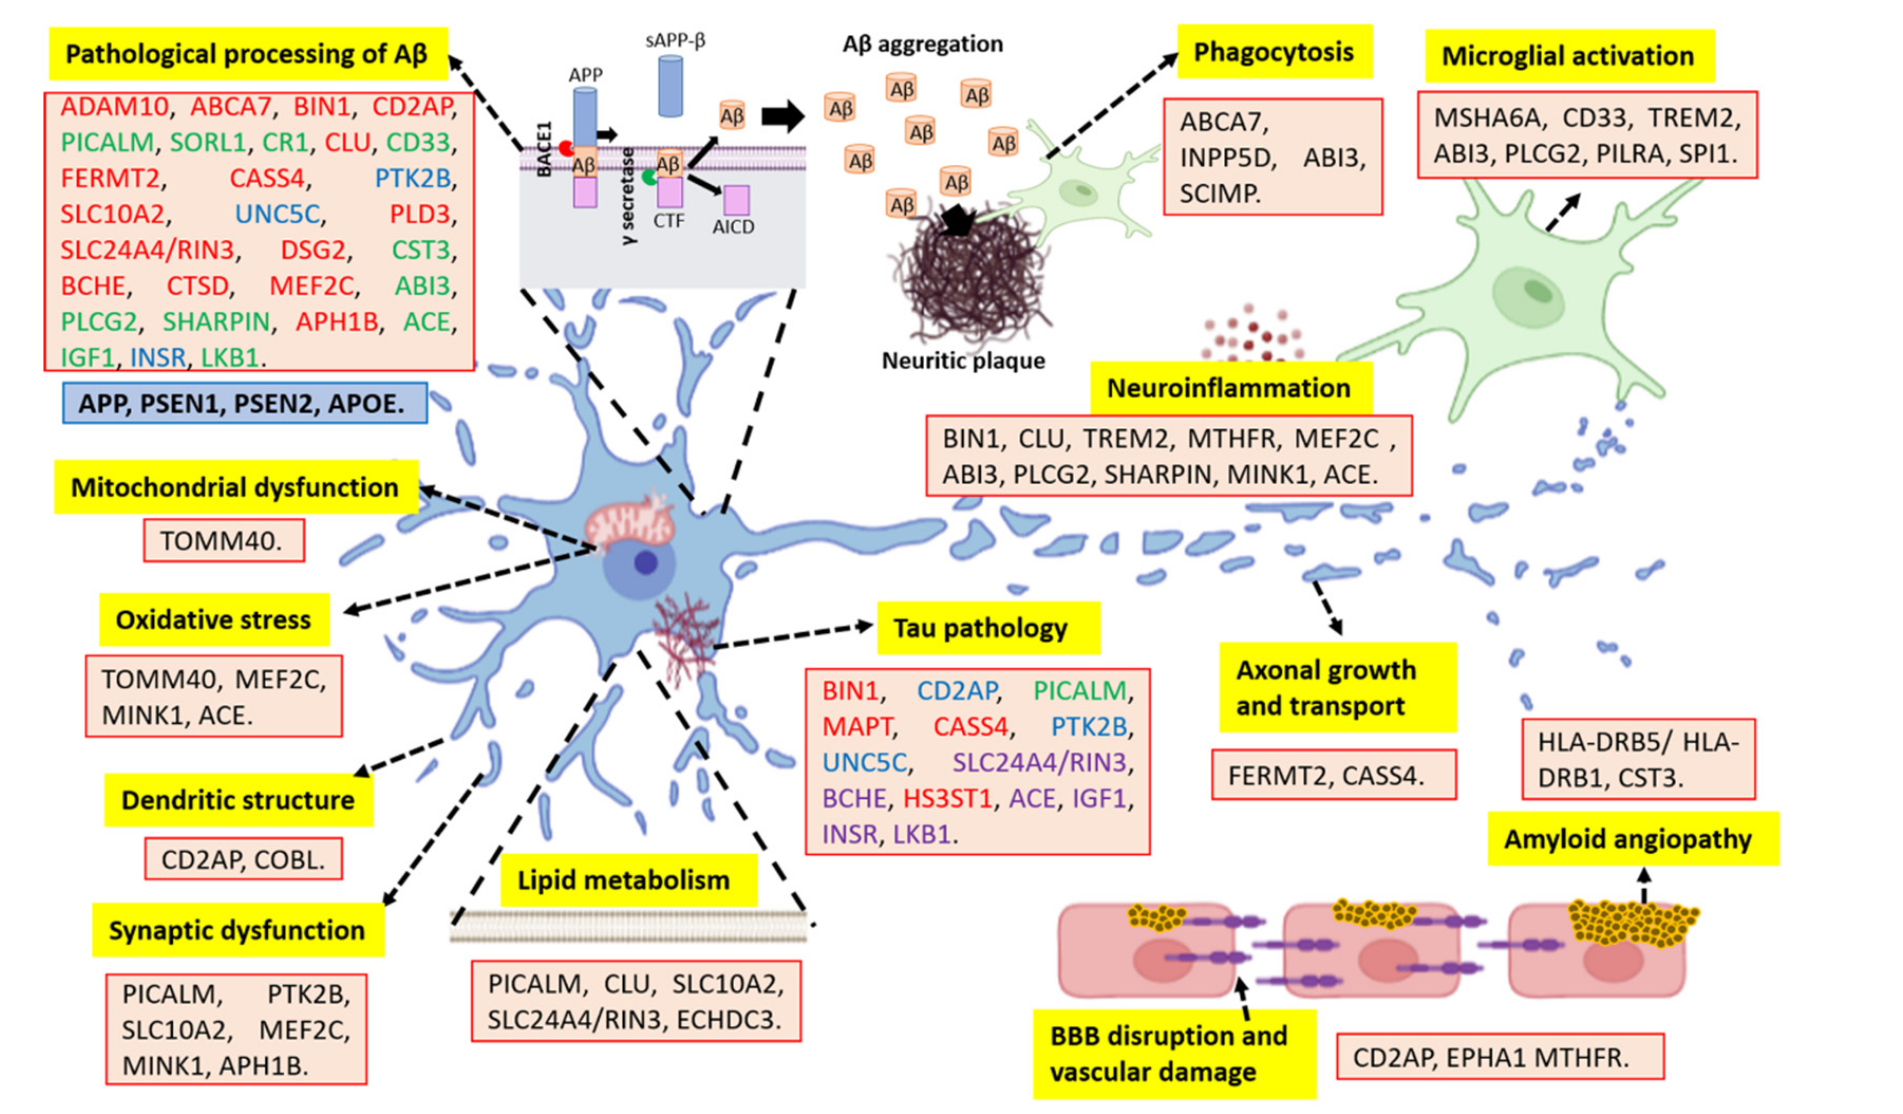 Pathological processing of Aβ
ADAM10, ABCA7, BIN1, CD2AP,
PICALM, SORL1, CR1, CLU, CD33,
FERMT2, CASS4, PTK2B,
SLC10A2, UNC5C, PLD3,
SLC24A4/RIN3, DSG2, CST3,
BCHE, CTSD, MEF2C, ABI3,
PLCG2, SHARPIN, APH1B, ACE,
IGF1, INSR, LKB1.
APP, PSEN1, PSEN2, APOE.
sAPP-β
APP
BACE1
Aβ
γ secretase
Aβ
CTF
Aβ
AICD
Aβ aggregation
Aβ
Aβ
Aβ
Aβ
Aβ
Aβ
Aβ
Aβ
Neuritic plaque
Phagocytosis
ABCA7,
INPP5D, ABI3,
SCIMP.
Microglial activation
MSHA6A, CD33, TREM2,
ABI3, PLCG2, PILRA, SPI1.
Neuroinflammation
BIN1, CLU, TREM2, MTHFR, MEF2C ,
ABI3, PLCG2, SHARPIN, MINK1, ACE.
Mitochondrial dysfunction
TOMM40.
Oxidative stress
TOMM40, MEF2C,
MINK1, ACE.
Dendritic structure
CD2AP, COBL.
Synaptic dysfunction
PICALM, PTK2B,
SLC10A2, MEF2C,
MINK1, APH1B.
Lipid metabolism
PICALM, CLU, SLC10A2,
SLC24A4/RIN3, ECHDC3.
Tau pathology
BIN1, CD2AP, PICALM,
MAPT, CASS4, PTK2B,
UNC5C, SLC24A4/RIN3,
BCHE, HS3ST1, ACE, IGF1,
INSR, LKB1.
Axonal growth
and transport
FERMT2, CASS4.
HLA-DRB5/ HLA-
DRB1, CST3.
Amyloid angiopathy
BBB disruption and
vascular damage
CD2AP, EPHA1 MTHFR.